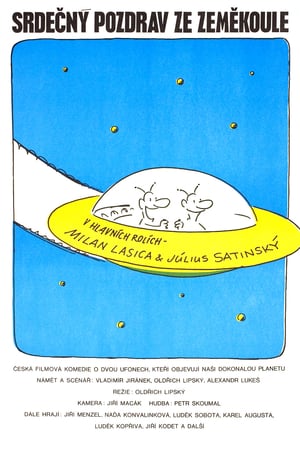 SRDEČNÝ POZDRAV ZE ZEMĚKOULE
V HLAVNÍCH ROLÍCH -
MILAN LASICA & JÚLIUS SATINSKÝ
ČESKÁ FILMOVÁ KOMEDIE O DVOU UFONECH, KTEŘÍ OBJEVUJÍ NAŠI DOKONALOU PLANETU
NÁMĚT A SCÉNÁŘ: VLADIMÍR JIRÁNEK, OLDŘICH LIPSKÝ, ALEXANDR LUKEŠ
REŽIE: OLDŘICH LIPSKÝ
KAMERA: JIŘÍ MACÁK HUDBA: PETR SKOUMAL
DÁLE HRAJÍ: JIŘÍ MENZEL, NAĎA KONVALINKOVÁ, LUDĚK SOBOTA, KAREL AUGUSTA,
LUDĚK KOPŘIVA, JIŘÍ KODET A DALŠÍ